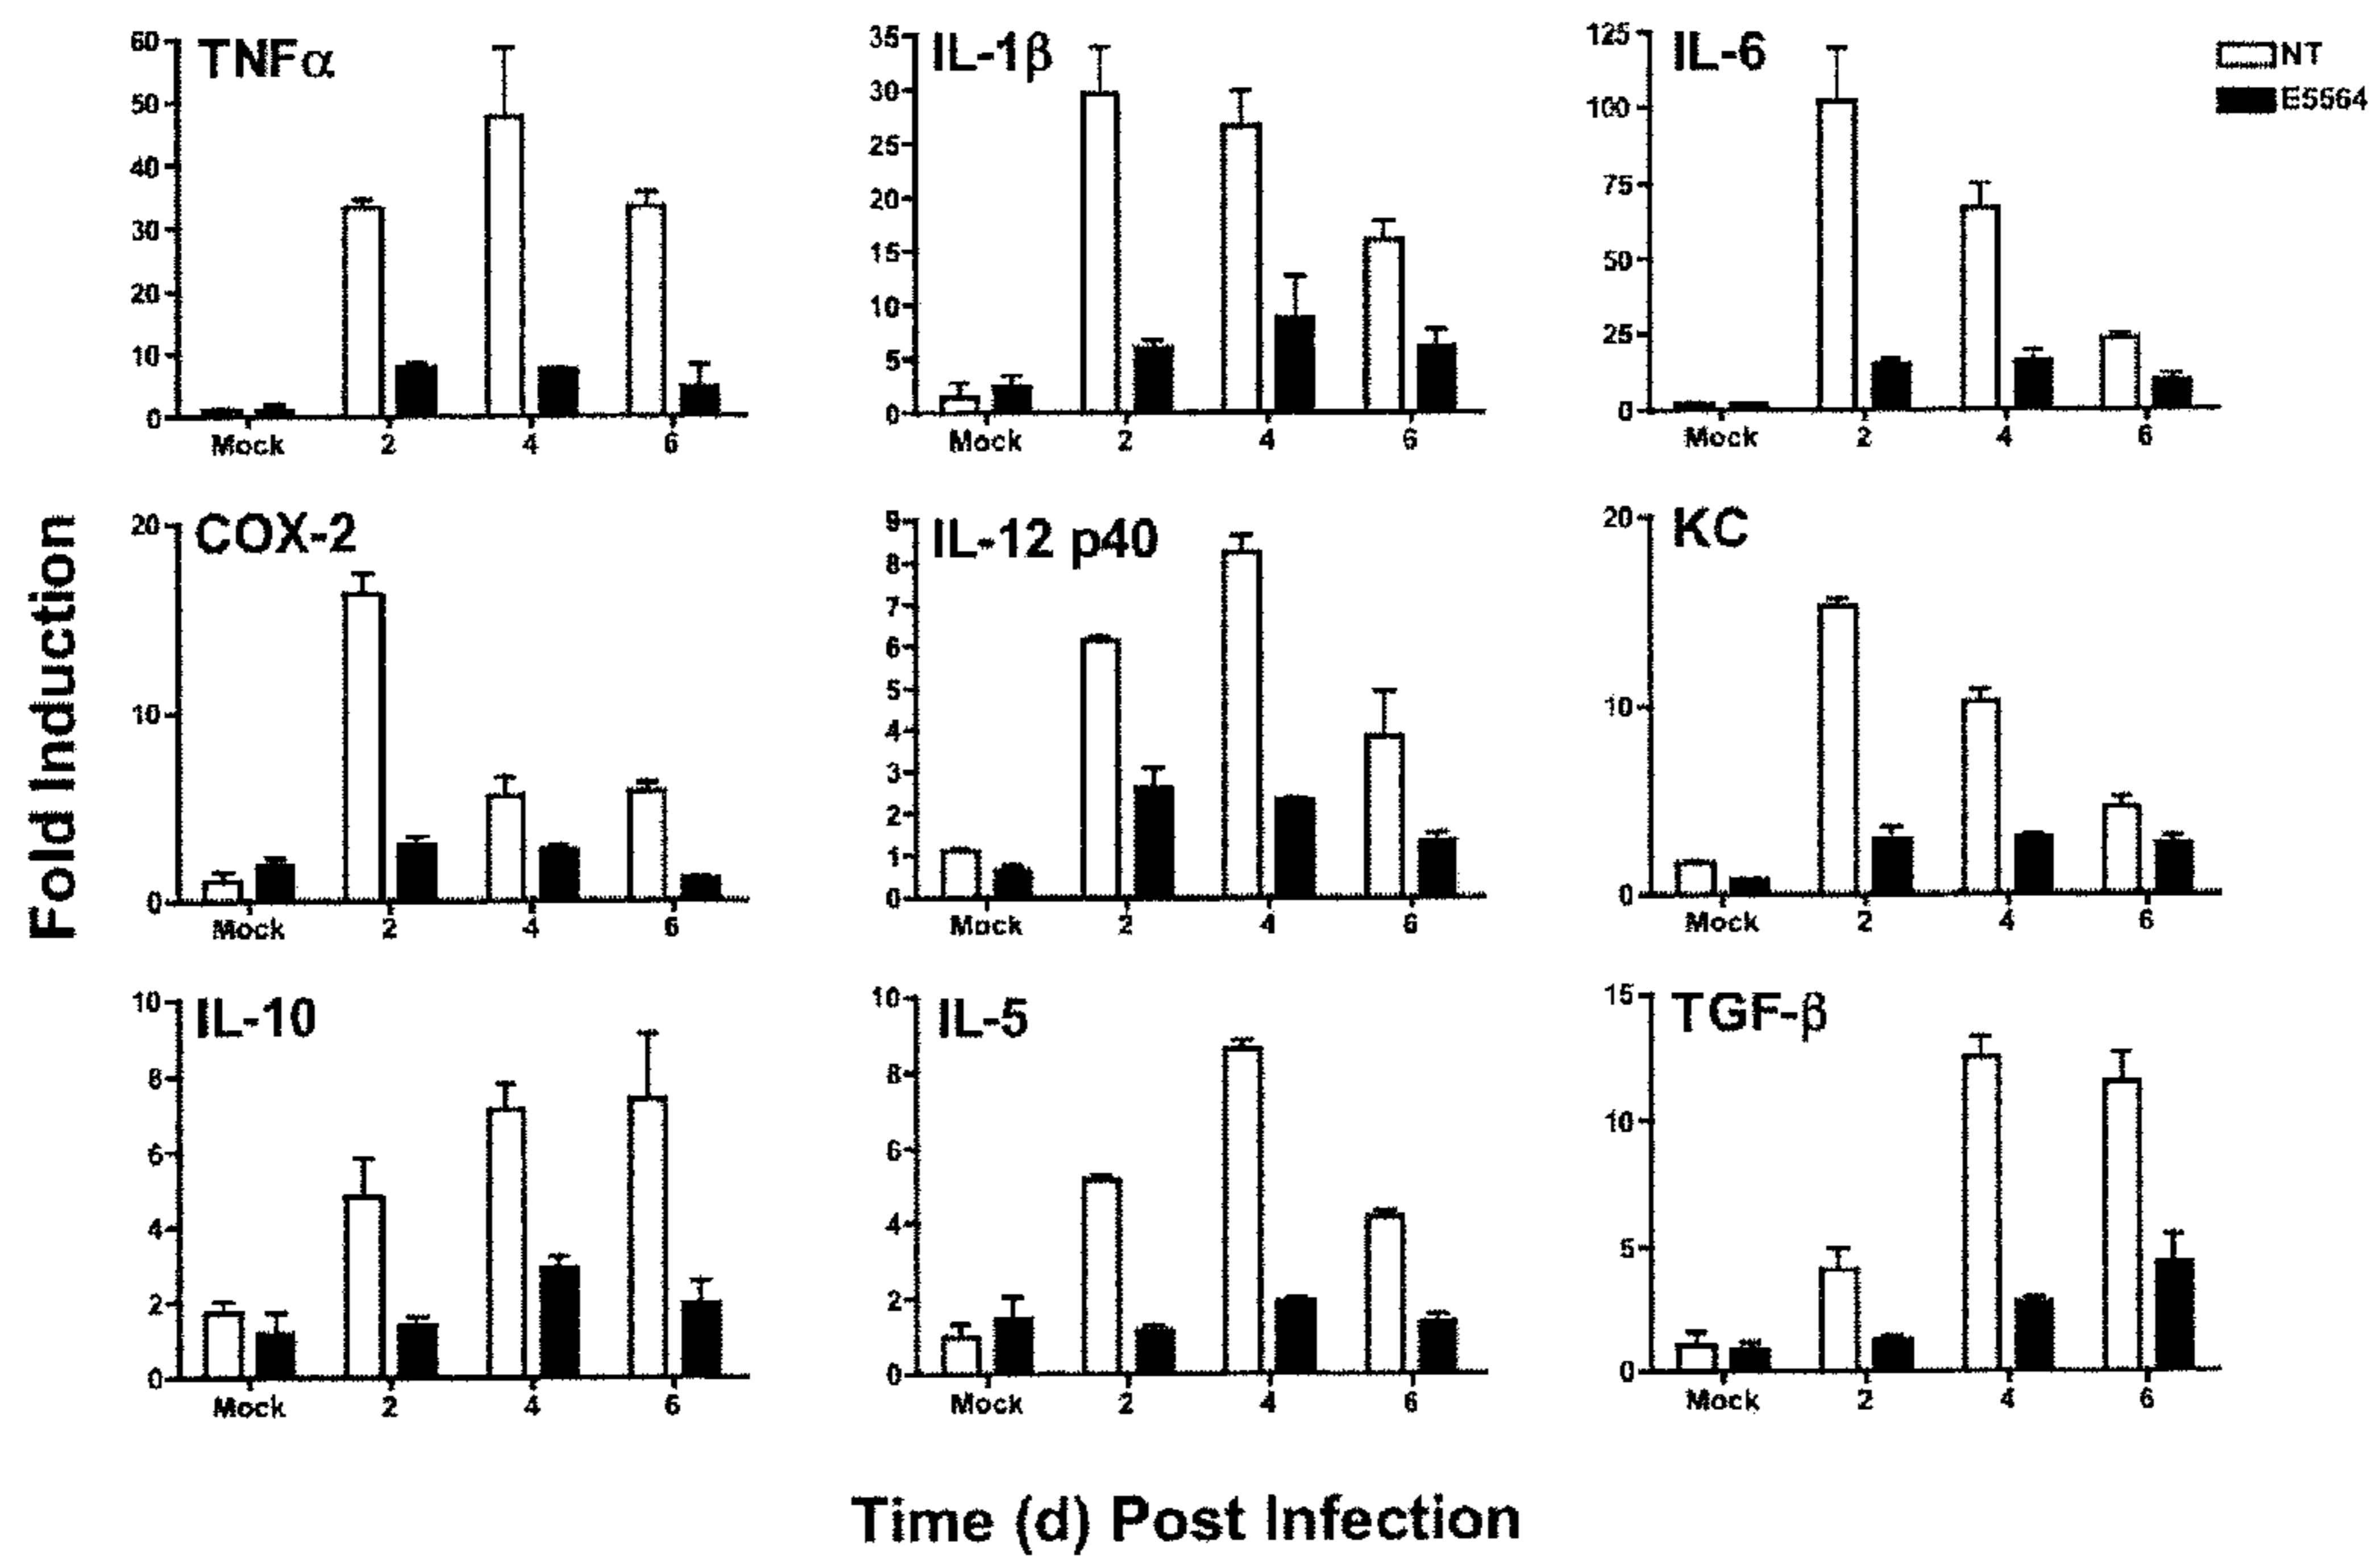 TNFα
60
50
40
30
20
10
0
Mock 2 4 6
IL-1β
35
30
25
20
15
10
5
0
Mock 2 4 6
IL-6
125
100
75
50
25
0
Mock 2 4 6
NT
E5564
Fold Induction
COX-2
20
10
0
Mock 2 4 6
IL-12 p40
9
8
7
6
5
4
3
2
1
0
Mock 2 4 6
KC
20
10
0
Mock 2 4 6
IL-10
10
8
6
4
2
0
Mock 2 4 6
IL-5
10
8
6
4
2
0
Mock 2 4 6
TGF-β
15
10
5
0
Mock 2 4 6
Time (d) Post Infection